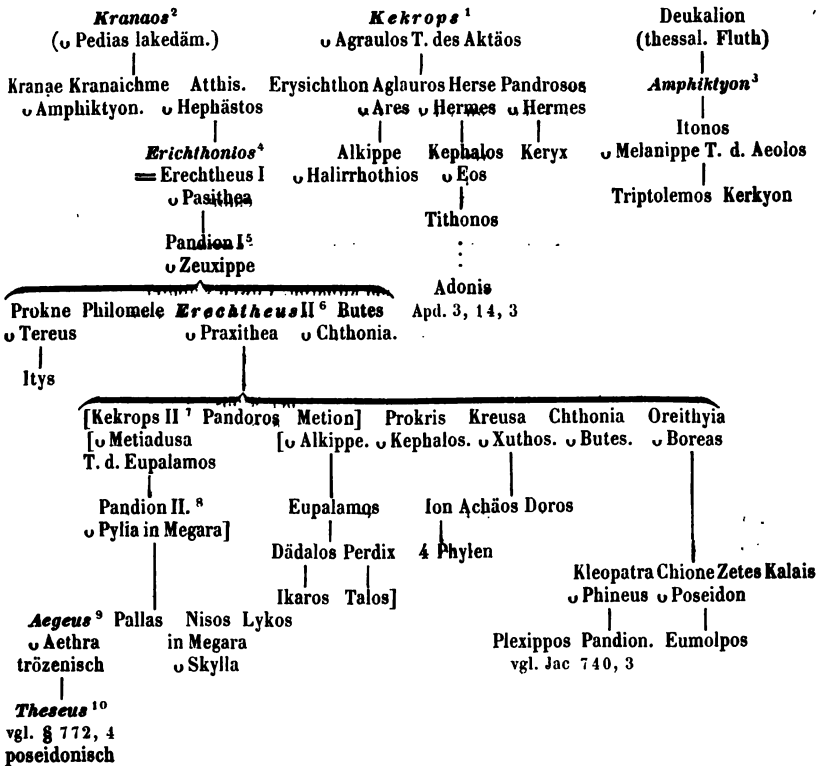 Kranaos² Kekrops¹ Deukalion
(∪ Pedias lakedäm.) ∪ Agraulos T. des Aktäos (thessal. Fluth)
Kranae Kranaichme Atthis. Erysichthon Aglauros Herse Pandrosos Amphiktyon³
∪ Amphiktyon. ∪ Hephästos ∪ Ares ∪ Hermes ∪ Hermes
Itonos
Erichthonios⁴ Alkippe Kephalos Keryx ∪ Melanippe T. d. Aeolos
= Erechtheus I ∪ Halirrhothios ∪ Eos
∪ Pasithea Triptolemos Kerkyon
Tithonos
Pandion I⁵
∪ Zeuxippe
Adonis
Prokne Philomele Erechtheus II⁶ Butes Apd. 3, 14, 3
∪ Tereus ∪ Praxithea ∪ Chthonia.
Itys
[Kekrops II⁷ Pandoros Metion] Prokris Kreusa Chthonia Oreithyia
[∪ Metiadusa [∪ Alkippe. ∪ Kephalos. ∪ Xuthos. ∪ Butes. ∪ Boreas
T. d. Eupalamos
Pandion II.⁸ Eupalamos Ion Achäos Doros
∪ Pylia in Megara]
Dädalos Perdix 4 Phylen
Kleopatra Chione Zetes Kalais
Ikaros Talos] ∪ Phineus ∪ Poseidon
Aegeus⁹ Pallas Nisos Lykos
∪ Aethra in Megara Plexippos Pandion. Eumolpos
trözenisch ∪ Skylla vgl. Jac 740, 3
Theseus¹⁰
vgl. § 772, 4
poseidonisch